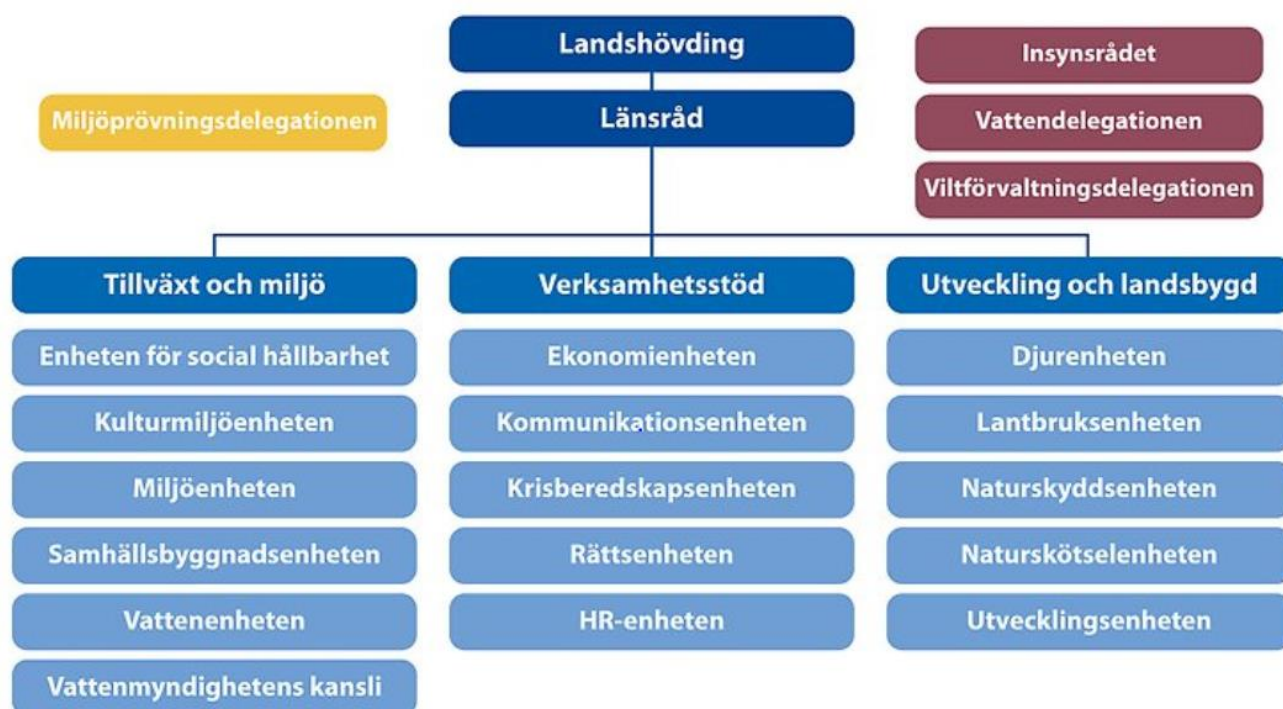 Landshövding
Länsråd
Miljöprövningsdelegationen
Insynsrådet
Vattendelegationen
Viltförvaltningsdelegationen
Tillväxt och miljö
Enheten för social hållbarhet
Kulturmiljöenheten
Miljöenheten
Samhällsbyggnadsenheten
Vattenenheten
Vattenmyndighetens kansli
Verksamhetsstöd
Ekonomienheten
Kommunikationsenheten
Krisberedskapsenheten
Rättsenheten
HR-enheten
Utveckling och landsbygd
Djurenheten
Lantbruksenheten
Naturskyddsenheten
Naturskötselenheten
Utvecklingsenheten